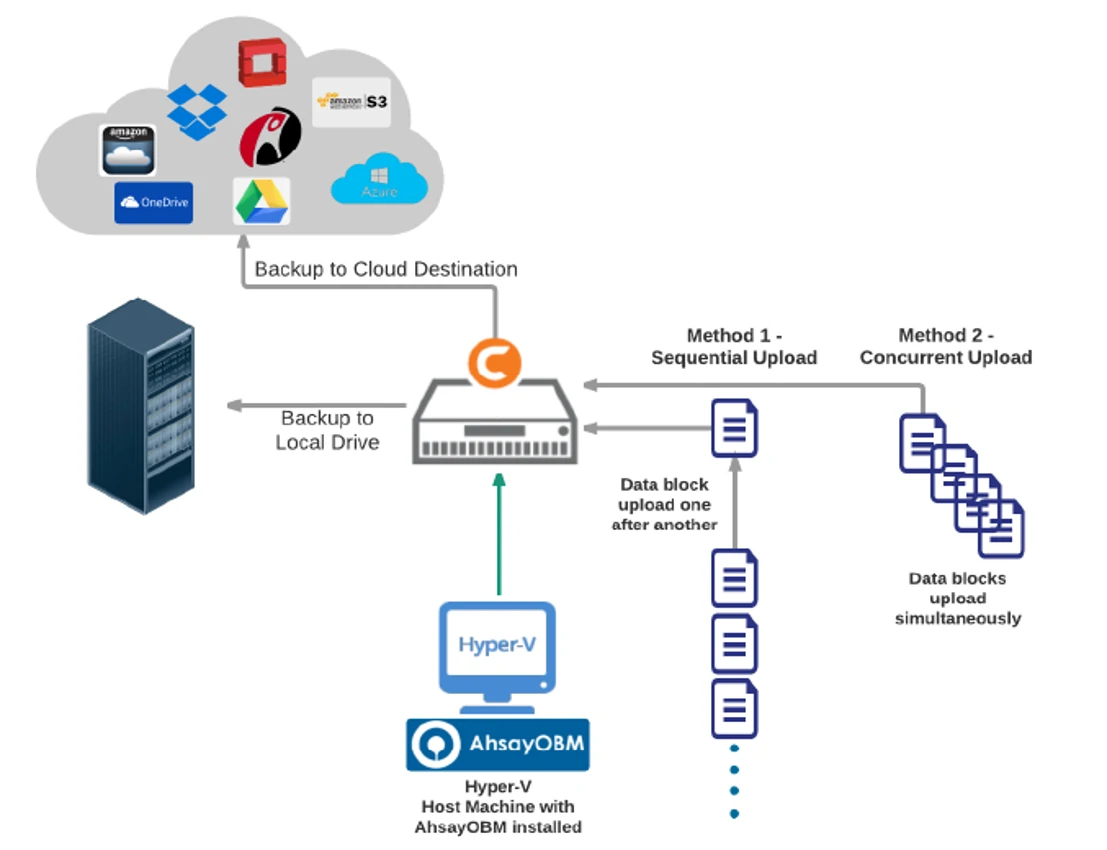 amazon
webservices
S3
amazon
OneDrive
Azure
Backup to Cloud Destination
Method 1 -
Sequential Upload
Method 2 -
Concurrent Upload
C
Backup to
Local Drive
Data block
upload one
after another
Data blocks
upload
simultaneously
Hyper-V
AhsayOBM
Hyper-V
Host Machine with
AhsayOBM installed